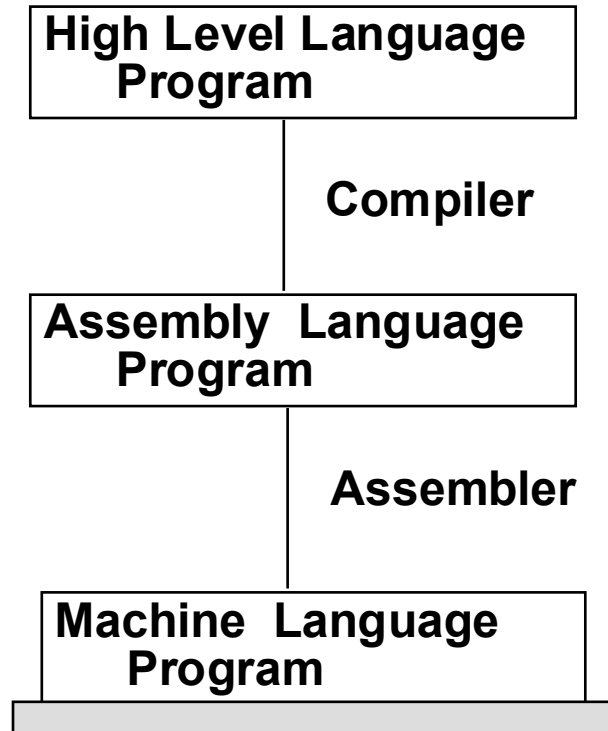 High Level Language
Program
Compiler
Assembly Language
Program
Assembler
Machine Language
Program